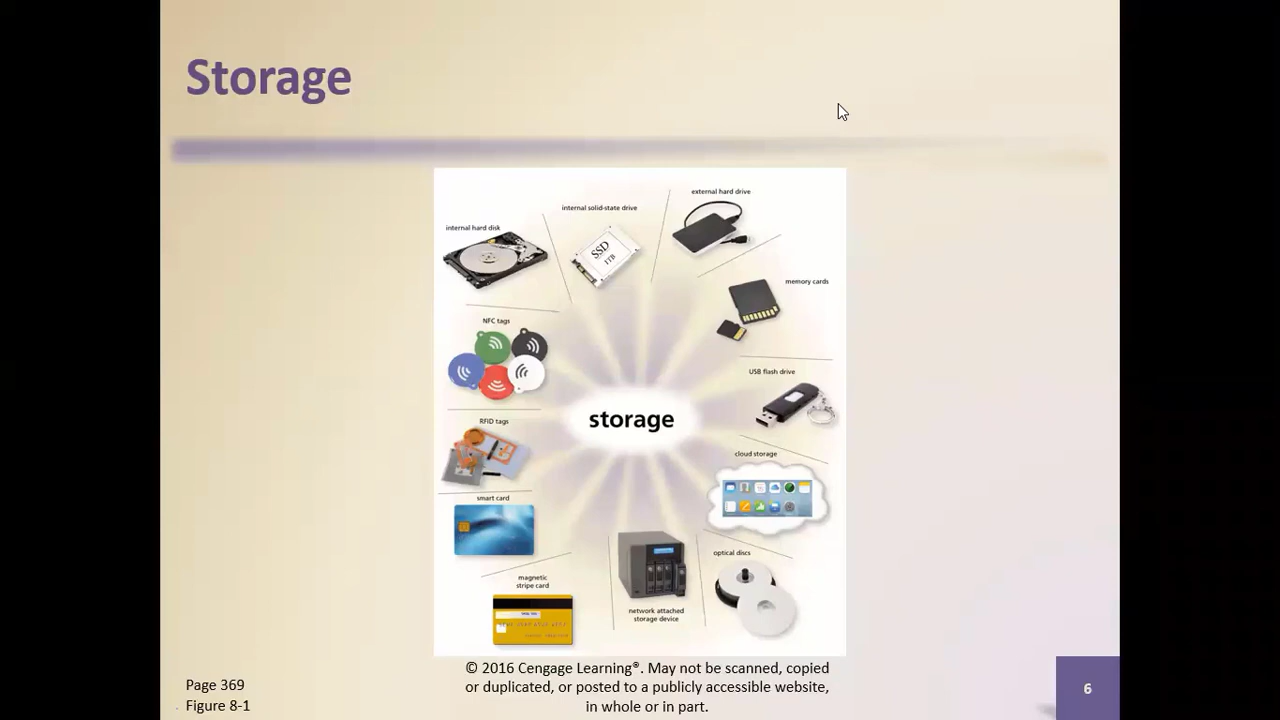 Storage
external hard drive
internal solid-state drive
internal hard disk
SSD
1TB
memory cards
NFC tags
USB flash drive
storage
RFID tags
cloud storage
smart card
optical discs
magnetic
stripe card
network attached
storage device
© 2016 Cengage Learning®. May not be scanned, copied
or duplicated, or posted to a publicly accessible website,
in whole or in part.
Page 369
Figure 8-1
6